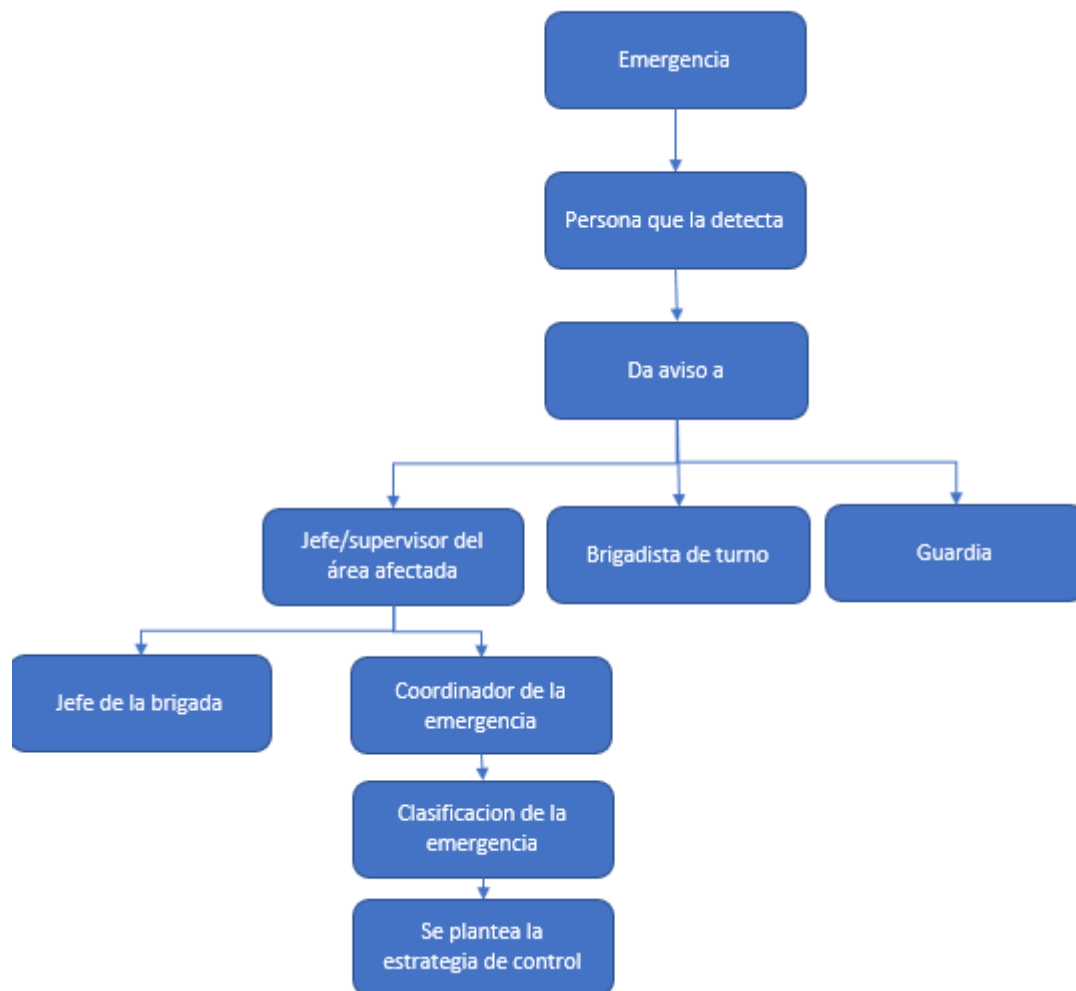 Emergencia
Persona que la detecta
Da aviso a
Jefe/supervisor del
área afectada
Brigadista de turno
Guardia
Jefe de la brigada
Coordinador de la
emergencia
Clasificacion de la
emergencia
Se plantea la
estrategia de control